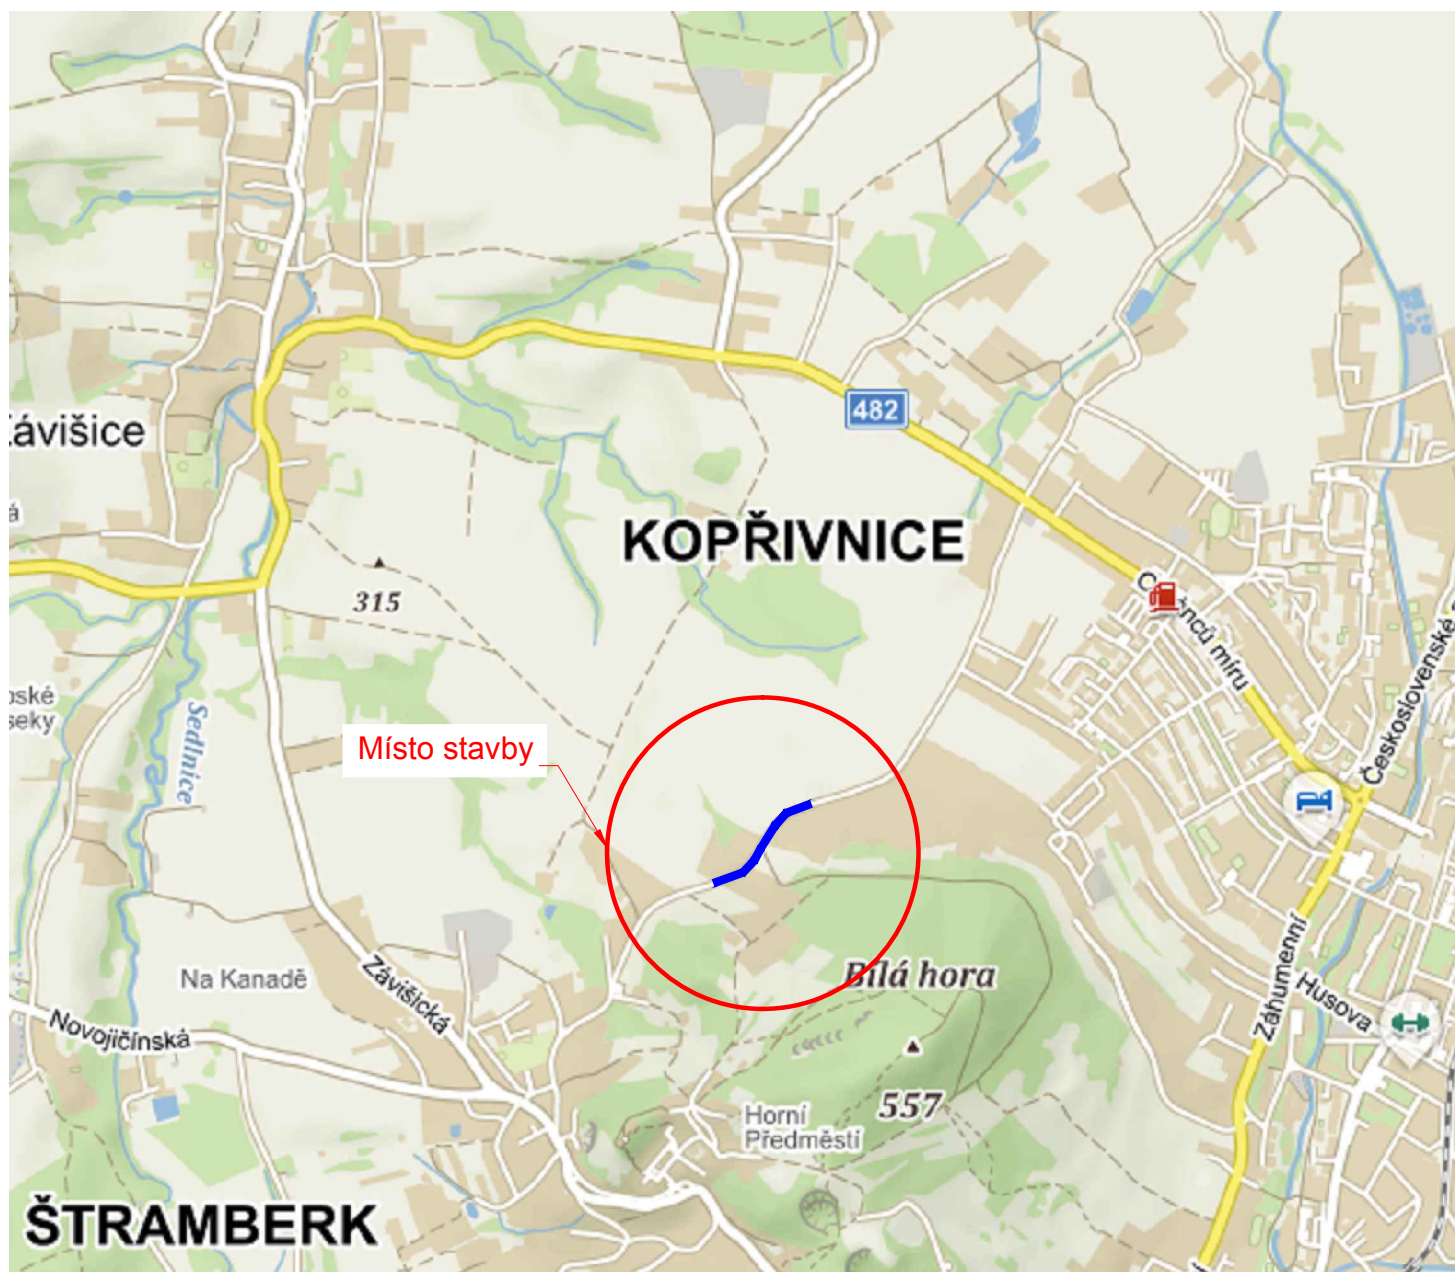 ávišice
482
KOPŘIVNICE
315
Obránců míru
Československé
Sedlnice
Místo stavby
Na Kanadě
Závišická
Novojičínská
Bílá hora
557
Záhumenní
Husova
Horní
Předměstí
ŠTRAMBERK